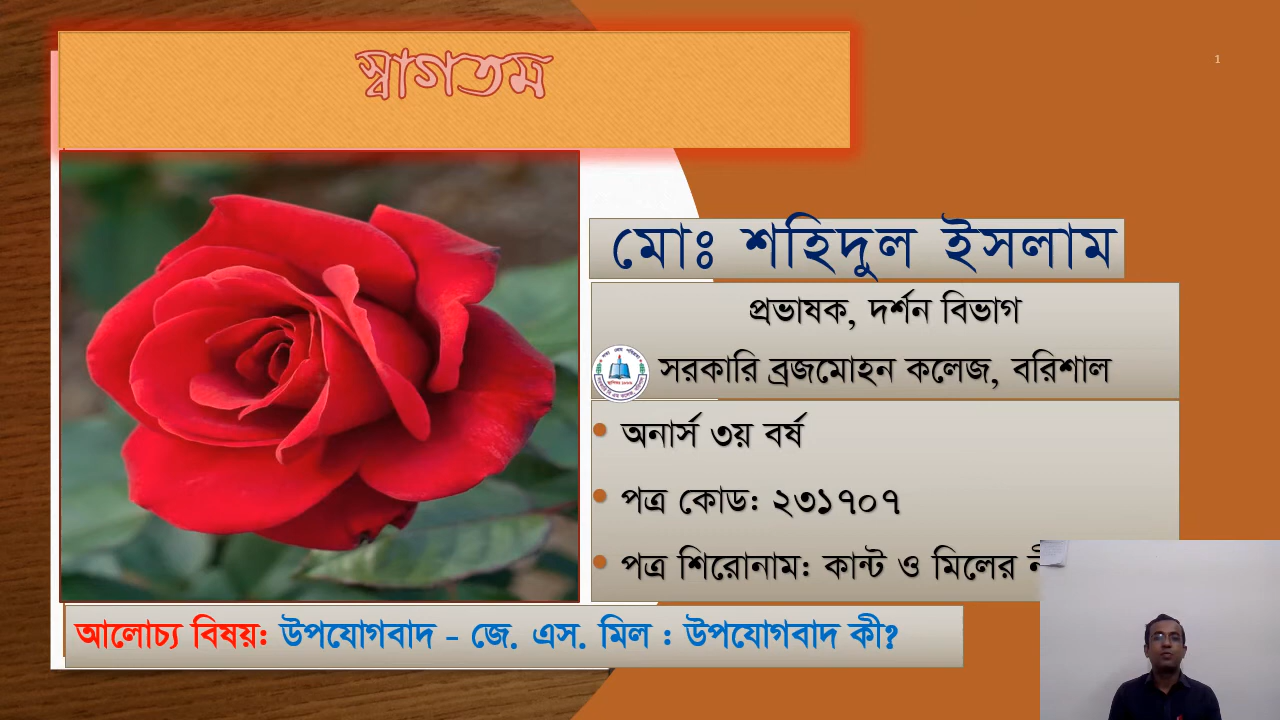 স্বাগতম
1
মোঃ শহিদুল ইসলাম
প্রভাষক, দর্শন বিভাগ
সরকারি ব্রজমোহন কলেজ, বরিশাল
অনার্স ৩য় বর্ষ
পত্র কোড: ২৩১৭০৭
পত্র শিরোনাম: কান্ট ও মিলের
আলোচ্য বিষয়: উপযোগবাদ - জে. এস. মিল : উপযোগবাদ কী?